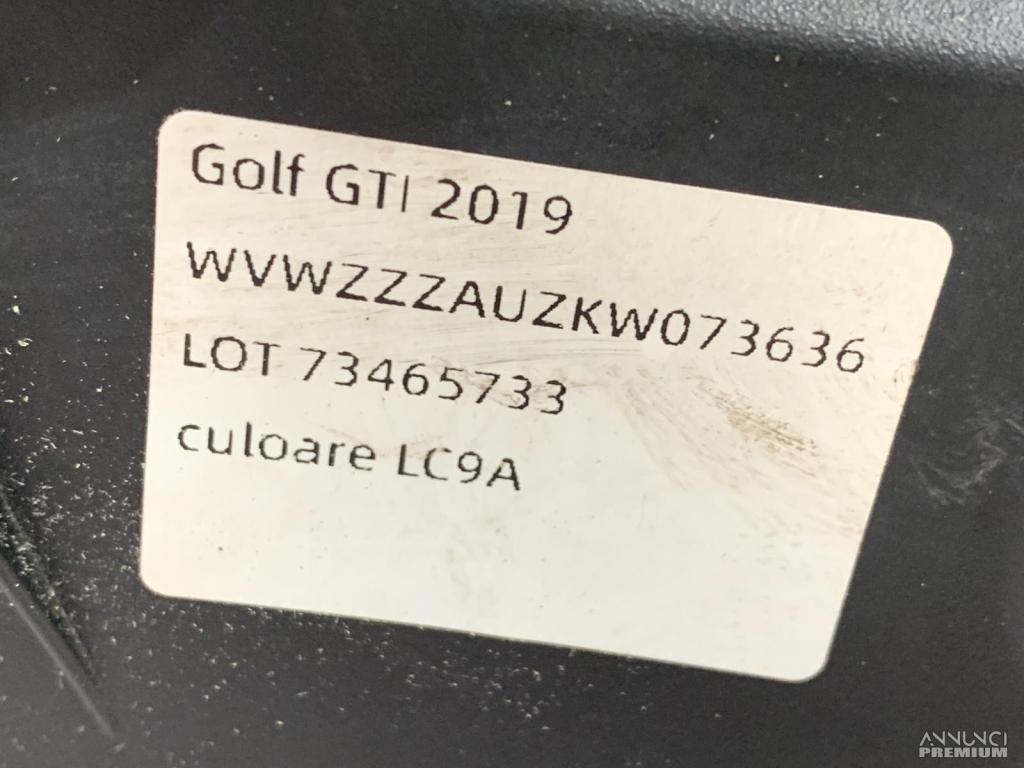 Golf GTI 2019
WVWZZZAUZKW073636
LOT 73465733
culoare LC9A
ANNUNCI
PREMIUM